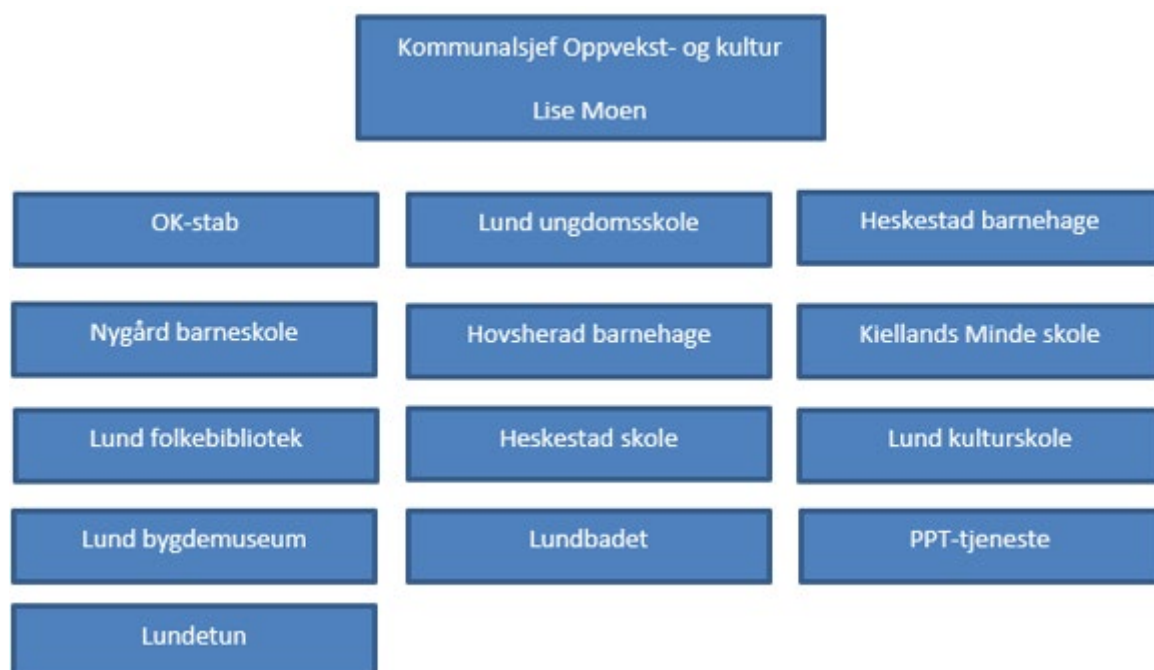 Kommunalsjef Oppvekst- og kultur
Lise Moen
OK-stab
Lund ungdomsskole
Heskestad barnehage
Nygård barneskole
Hovsherad barnehage
Kiellands Minde skole
Lund folkebibliotek
Heskestad skole
Lund kulturskole
Lund bygdemuseum
Lundbadet
PPT-tjeneste
Lundetun